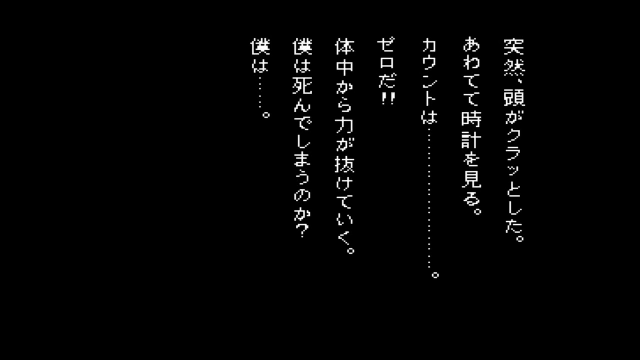 突然、頭がクラッとした。
あわてて時計を見る。
カウントは…………………。
ゼロだ!!
体中から力が抜けていく。
僕は死んでしまうのか?
僕は……。